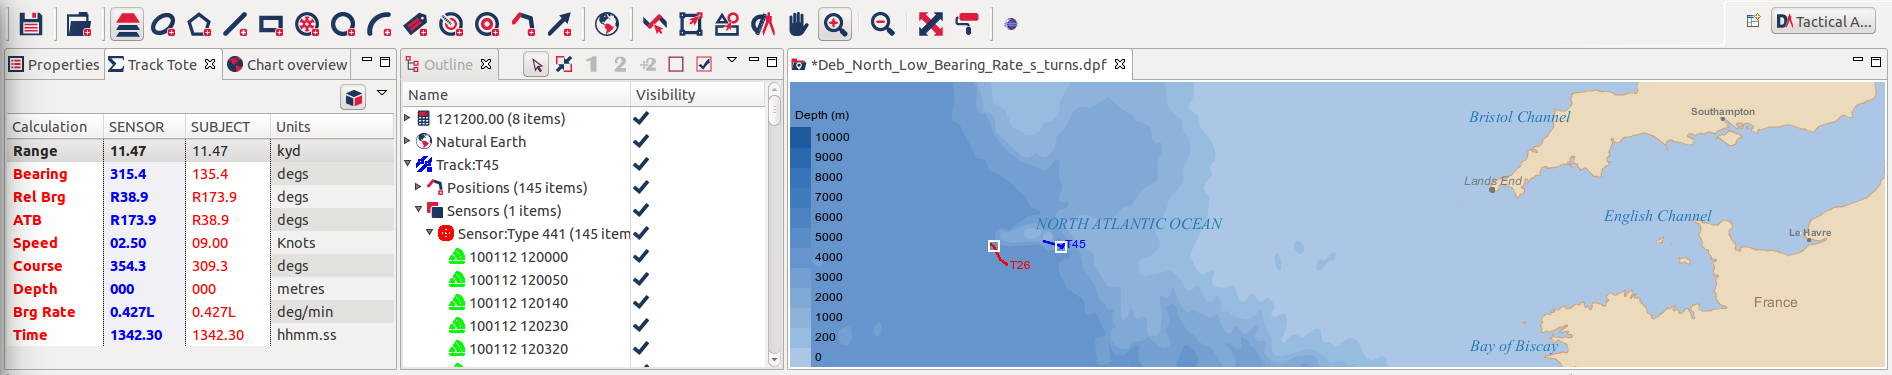 Tactical A...
Properties
Track Tote
Chart overview
Calculation SENSOR SUBJECT Units
Range 11.47 11.47 kyd
Bearing 315.4 135.4 degs
Rel Brg R38.9 R173.9 degs
ATB R173.9 R38.9 degs
Speed 02.50 09.00 Knots
Course 354.3 309.3 degs
Depth 000 000 metres
Brg Rate 0.427L 0.427L deg/min
Time 1342.30 1342.30 hhmm.ss
Outline 1 2 +2
Name Visibility
121200.00 (8 items)
Natural Earth
Track:T45
Positions (145 items)
Sensors (1 items)
Sensor:Type 441 (145 item
100112 120000
100112 120050
100112 120140
100112 120230
100112 120320
*Deb_North_Low_Bearing_Rate_s_turns.dpf
Depth (m)
10000
9000
8000
7000
6000
5000
4000
3000
2000
1000
200
0
NORTH ATLANTIC OCEAN
T45
T26
Bristol Channel
Southampton
Lands End
English Channel
Le Havre
France
Bay of Biscay